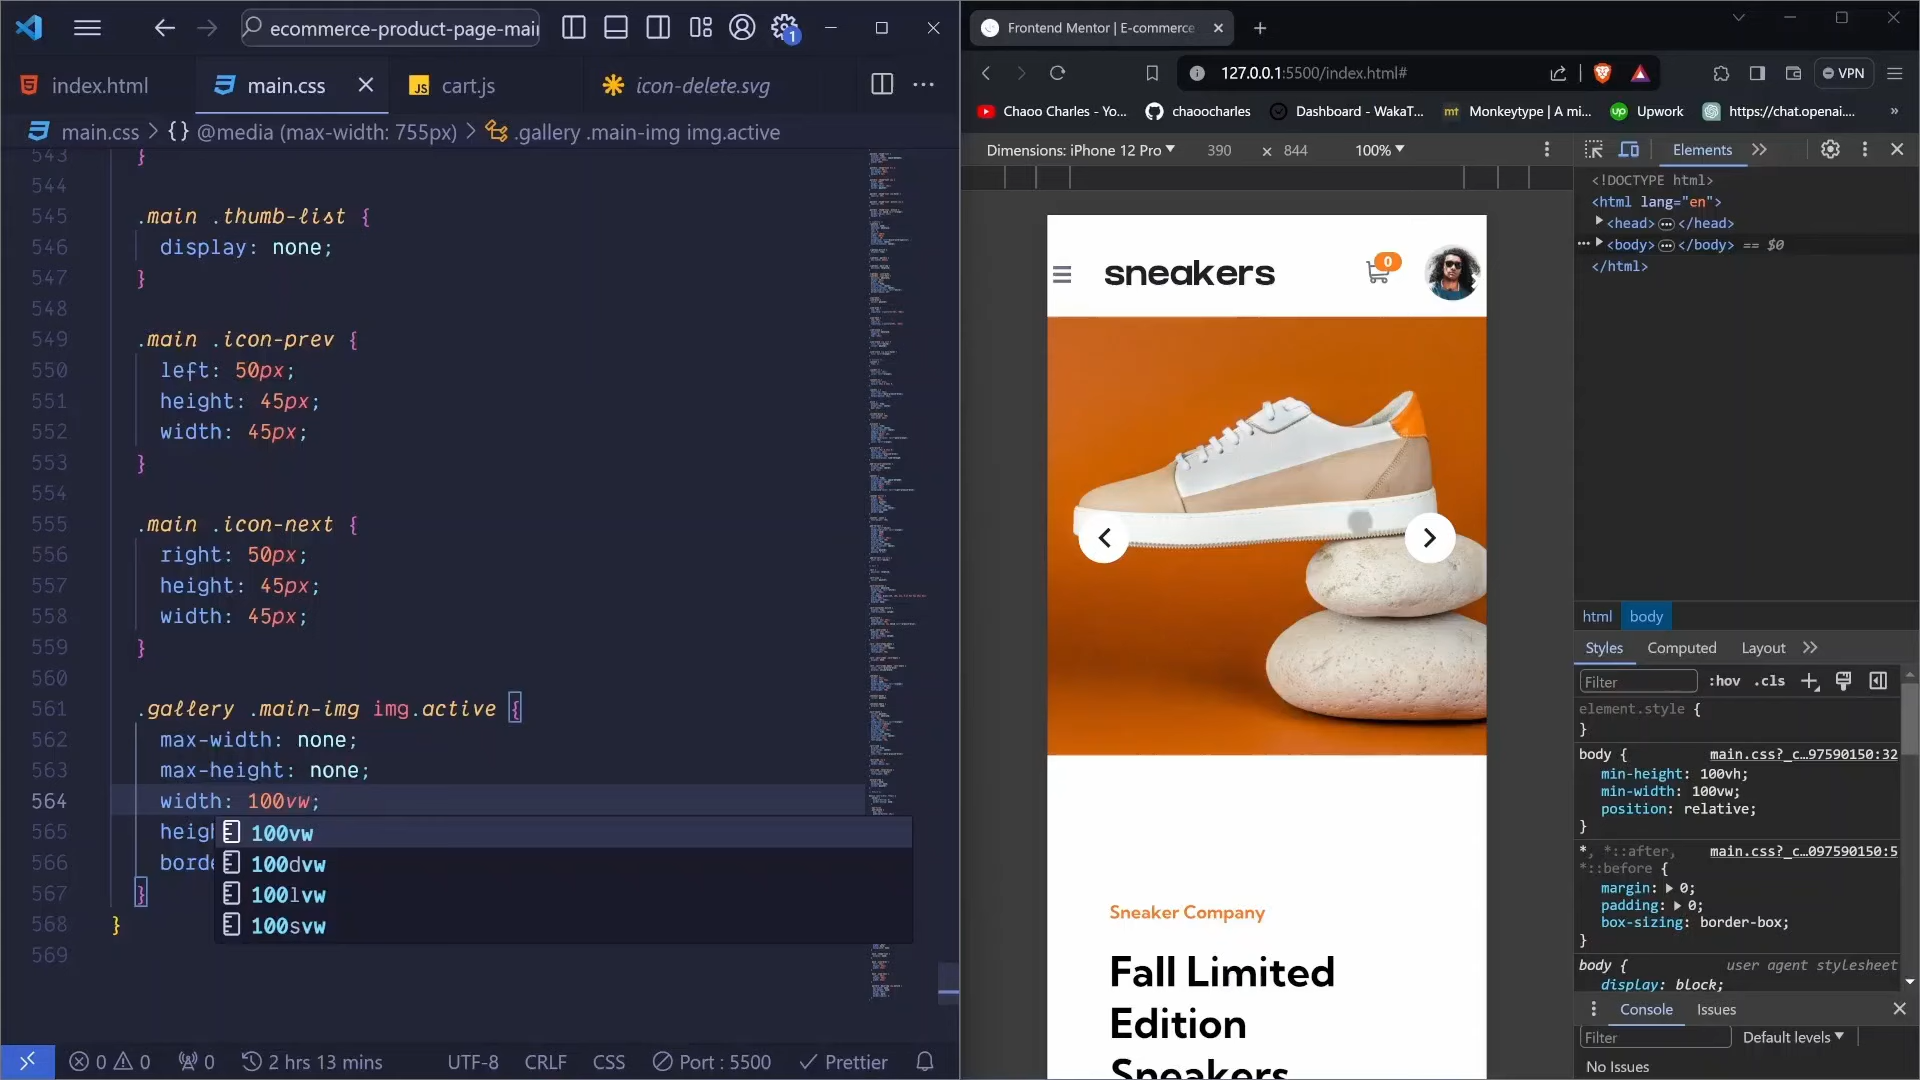 ecommerce-product-page-mai
1
index.html
main.css
cart.js
icon-delete.svg
main.css > {} @media (max-width: 755px) > .gallery .main-img img.active
543 }
544
545 .main .thumb-list {
546 display: none;
547 }
548
549 .main .icon-prev {
550 left: 50px;
551 height: 45px;
552 width: 45px;
553 }
554
555 .main .icon-next {
556 right: 50px;
557 height: 45px;
558 width: 45px;
559 }
560
561 .gallery .main-img img.active {
562 max-width: none;
563 max-height: none;
564 width: 100vw;
565 heigh
100vw
566 borde
100dvw
567 }
100lvw
568 }
100svw
569
0 0
0
2 hrs 13 mins
UTF-8
CRLF
CSS
Port : 5500
Prettier
Frontend Mentor | E-commerce
127.0.0.1:5500/index.html#
VPN
Chaoo Charles - Yo...
chaoocharles
Dashboard - WakaT...
mt Monkeytype | A mi...
up Upwork
https://chat.openai....
»
Dimensions: iPhone 12 Pro
390 × 844
100%
sneakers
0
Sneaker Company
Fall Limited
Edition
Sneakers
Elements
<!DOCTYPE html>
<html lang="en">
<head> ... </head>
... <body> ... </body> == $0
</html>
html body
Styles Computed Layout
Filter :hov .cls
element.style {
}
body { main.css?_c…97590150:32
min-height: 100vh;
min-width: 100vw;
position: relative;
}
*, *::after, main.css?_c…097590150:5
*::before {
margin: 0;
padding: 0;
box-sizing: border-box;
}
body { user agent stylesheet
display: block;
Console Issues
Filter Default levels
No Issues